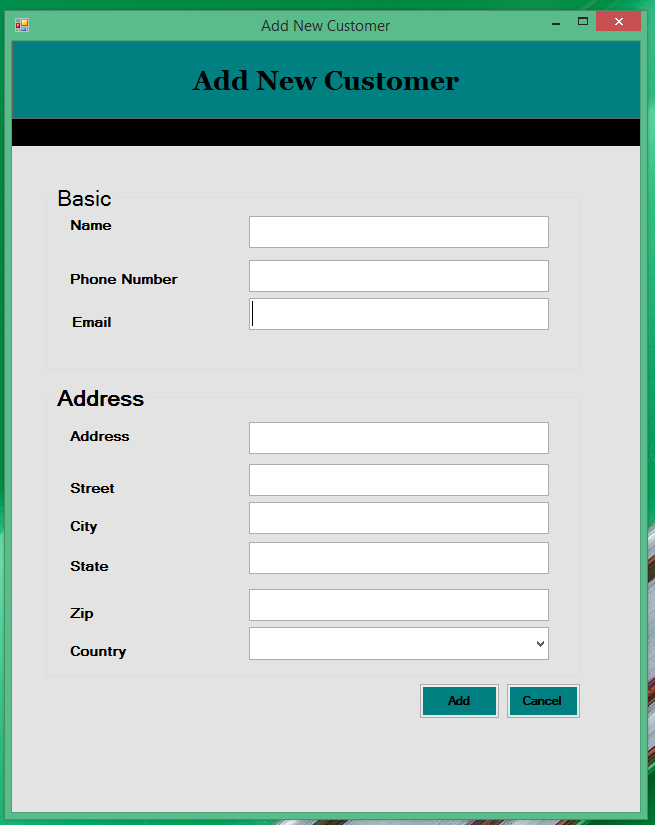 Add New Customer
Add New Customer
Basic
Name
Phone Number
Email
Address
Address
Street
City
State
Zip
Country
Add Cancel